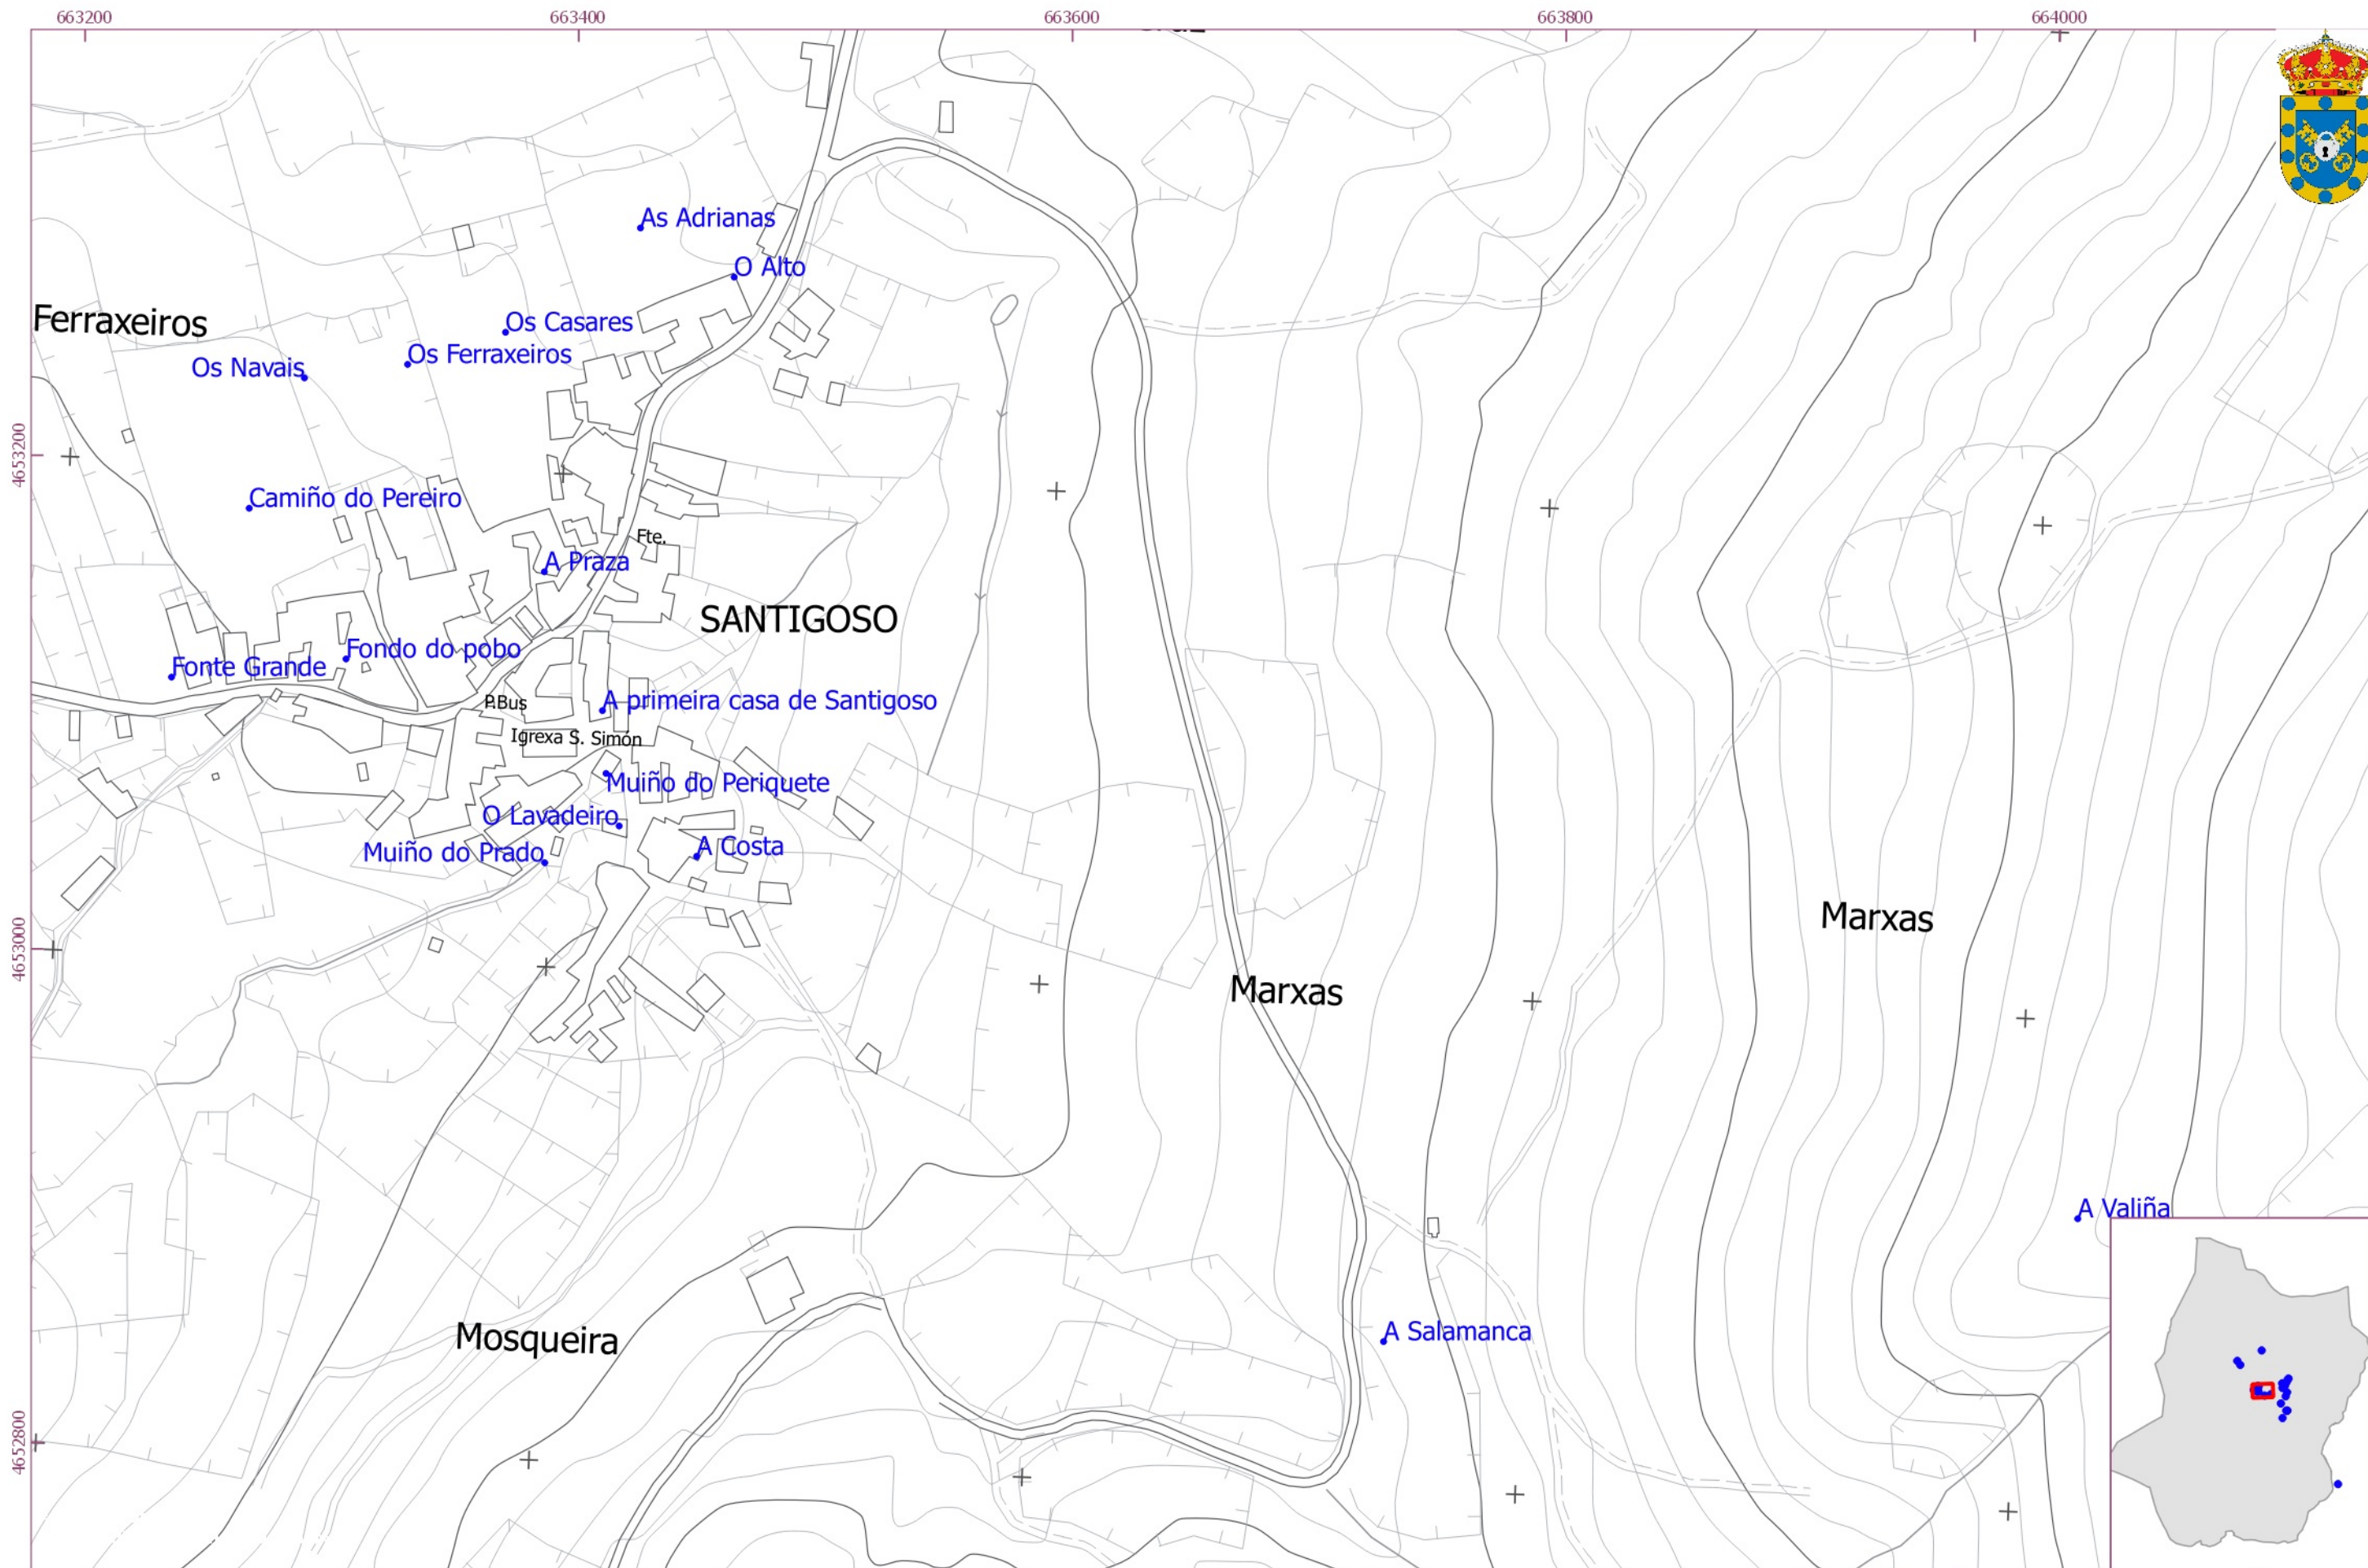 663200
663400
663600
663800
664000
As Adrianas
O Alto
Ferraxeiros
Os Casares
Os Ferraxeiros
Os Navais
4653200
Camiño do Pereiro
Fte.
A Praza
SANTIGOSO
Fondo do pobo
Fonte Grande
P.Bus
A primeira casa de Santigoso
Igrexa S. Simón
Muiño do Periquete
O Lavadeiro
A Costa
Muiño do Prado
Marxas
4653000
Marxas
A Valiña
A Salamanca
Mosqueira
4652800